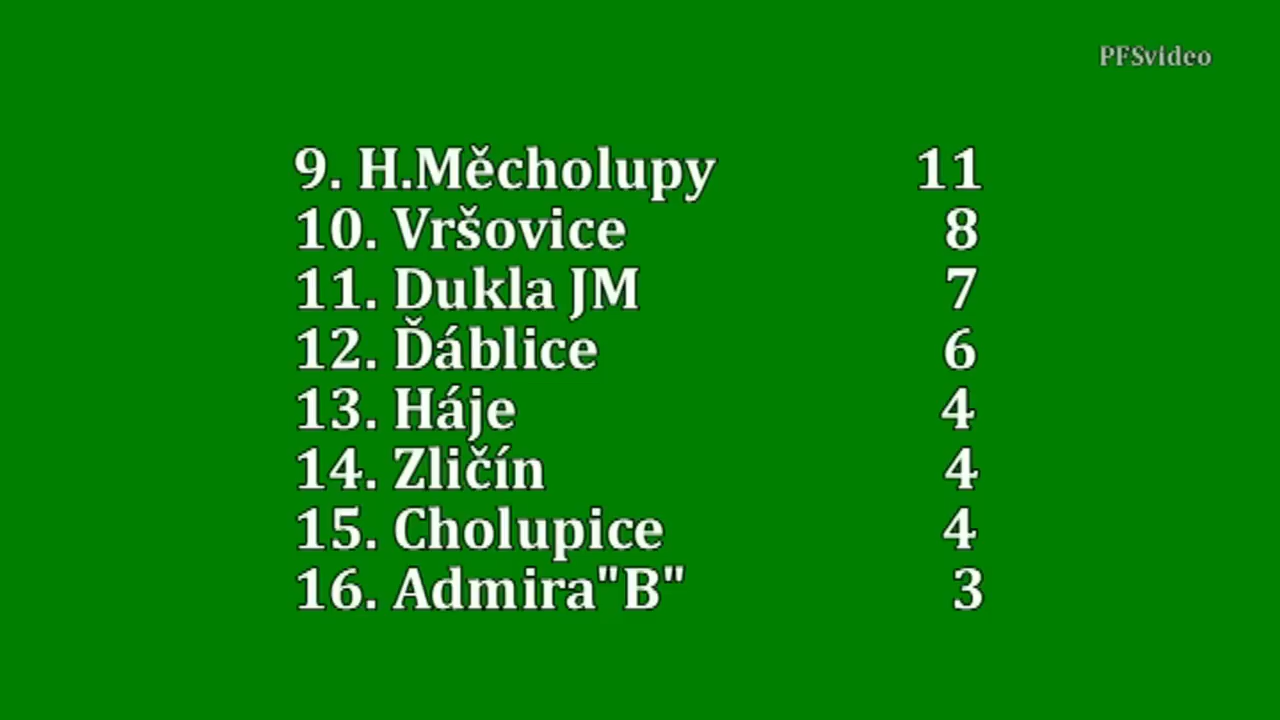 PFSvideo
9. H.Měcholupy 11
10. Vršovice 8
11. Dukla JM 7
12. Ďáblice 6
13. Háje 4
14. Zličín 4
15. Cholupice 4
16. Admira"B" 3